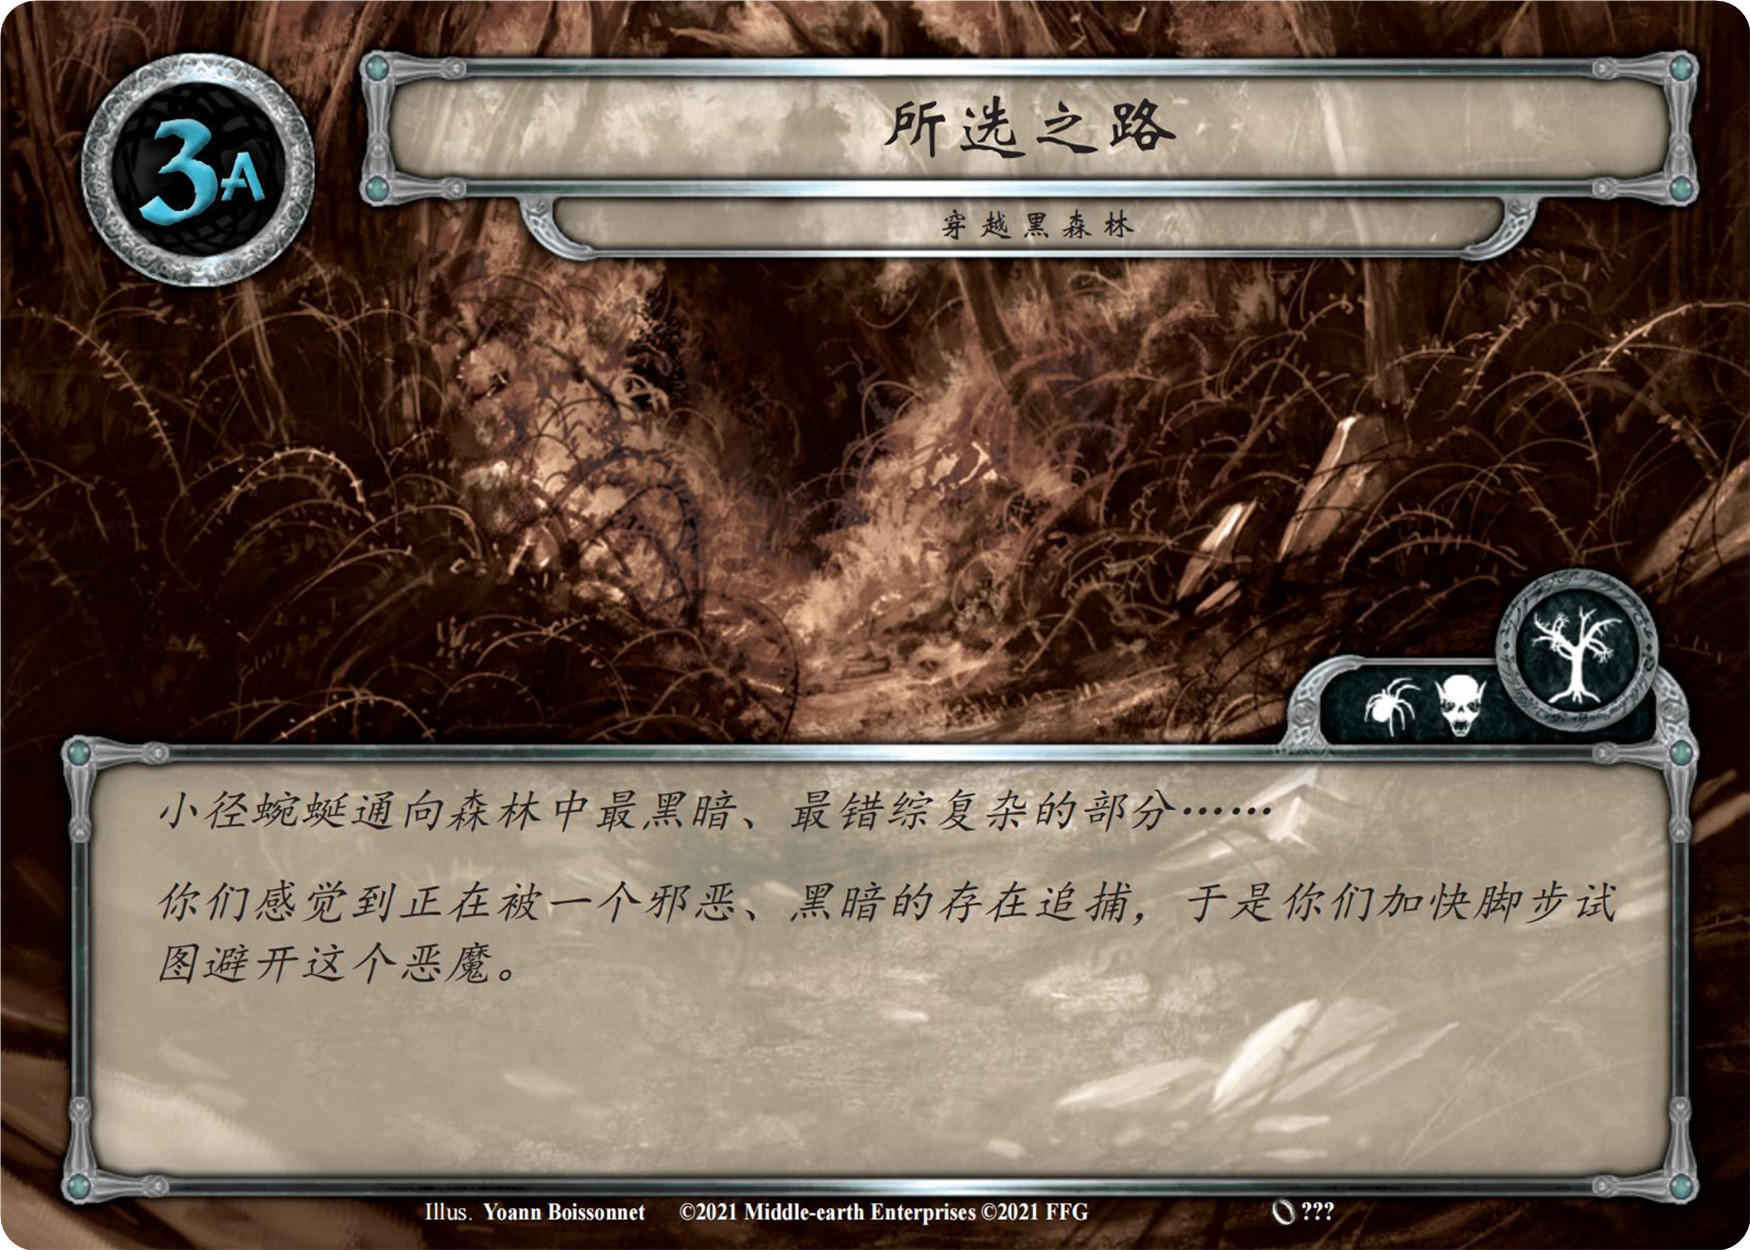 3A
所选之路
穿越黑森林
小径蜿蜒通向森林中最黑暗、最错综复杂的部分……
你们感觉到正在被一个邪恶、黑暗的存在追捕，于是你们加快脚步试
图避开这个恶魔。
Illus. Yoann Boissonnet ©2021 Middle-earth Enterprises ©2021 FFG ???